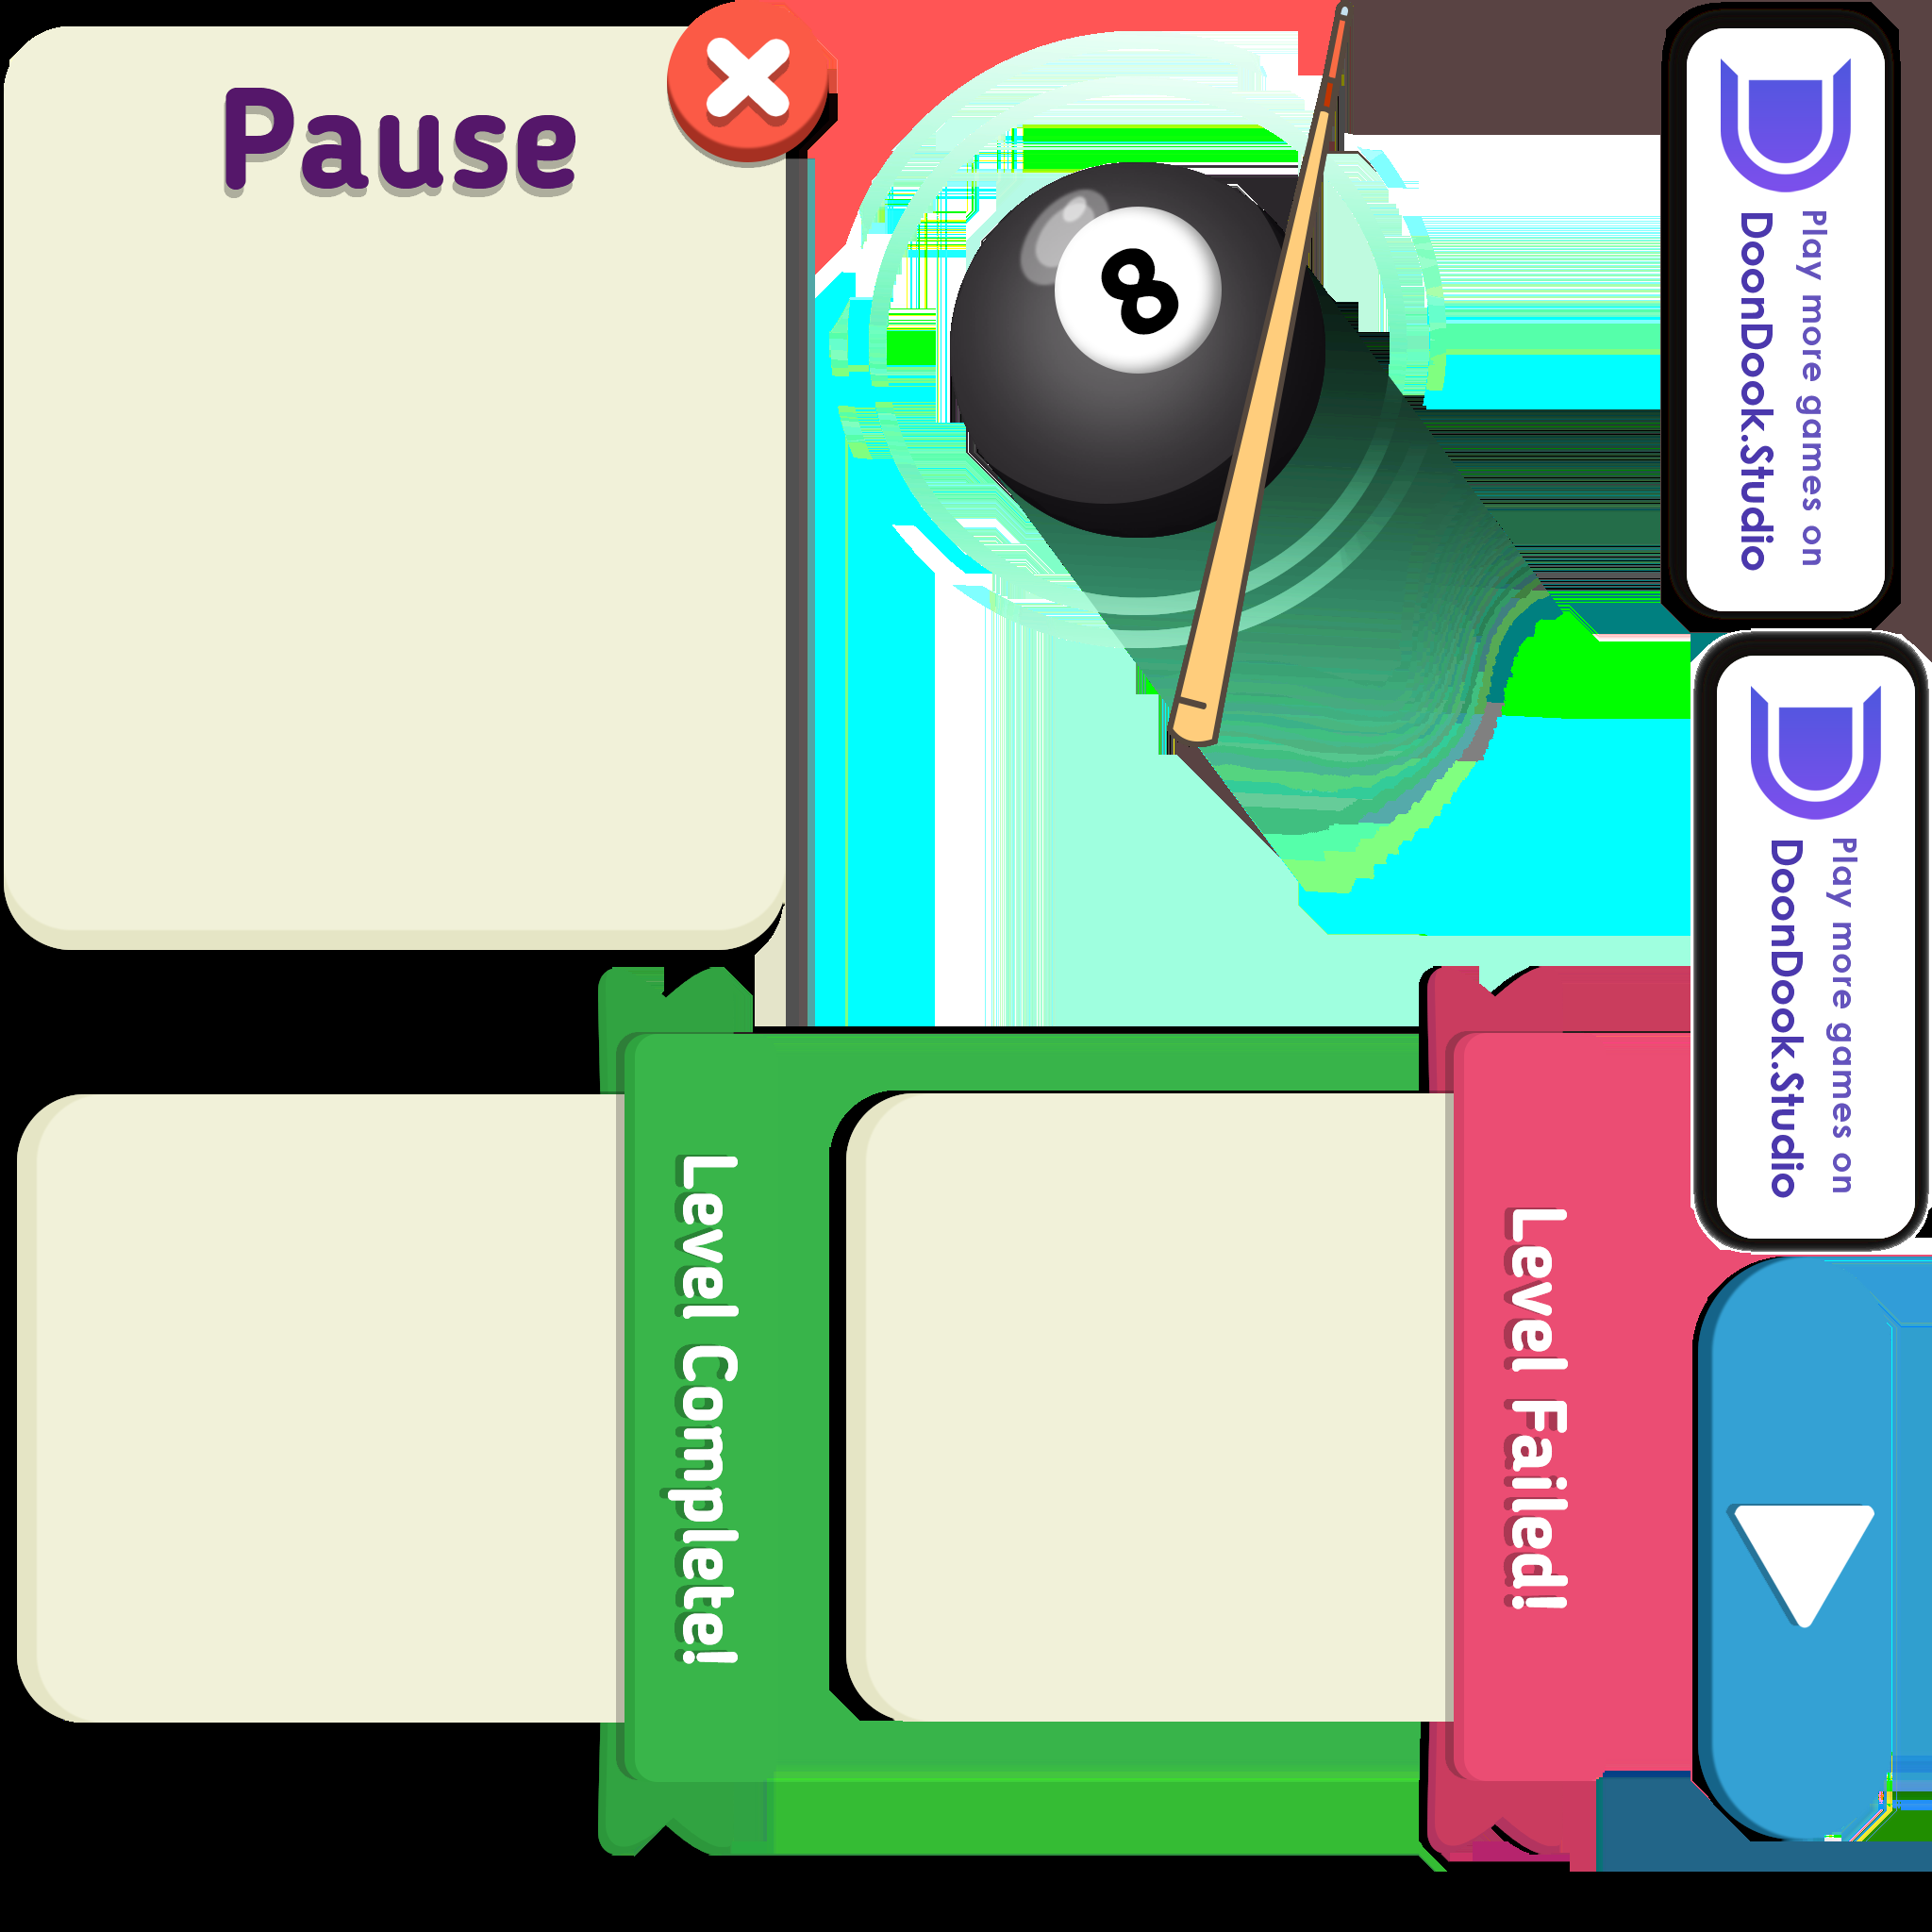 Pause
8
Play more games on
DoonDook.Studio
Play more games on
DoonDook.Studio
Level Complete!
Level Failed!